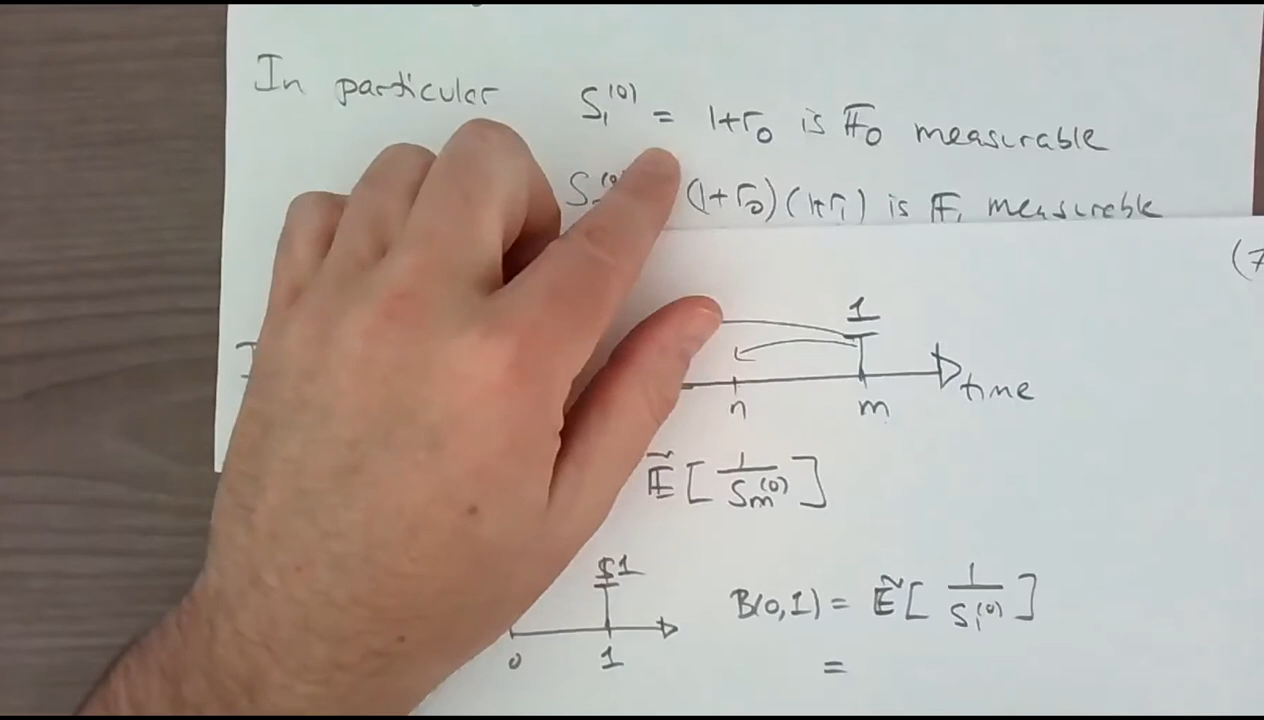 In particular S₁⁽⁰⁾ = 1+r₀ is F₀ measurable
(1+r₀)(1+r₁) is F₁ measurable
(7
1
n m time
Ẽ[1/Sₘ⁽⁰⁾]
$1
B(0,1) = Ẽ[1/S₁⁽⁰⁾]
0 1
=